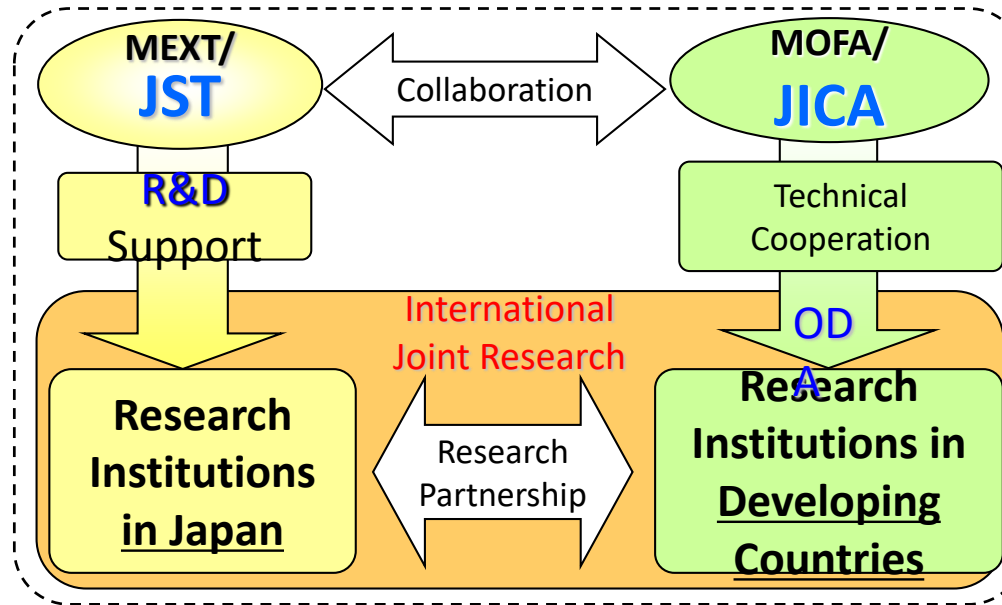 MEXT/
JST
Collaboration
MOFA/
JICA
R&D
Support
Technical
Cooperation
International
Joint Research
OD
A
Research
Institutions
in Japan
Research
Partnership
Research
Institutions in
Developing
Countries